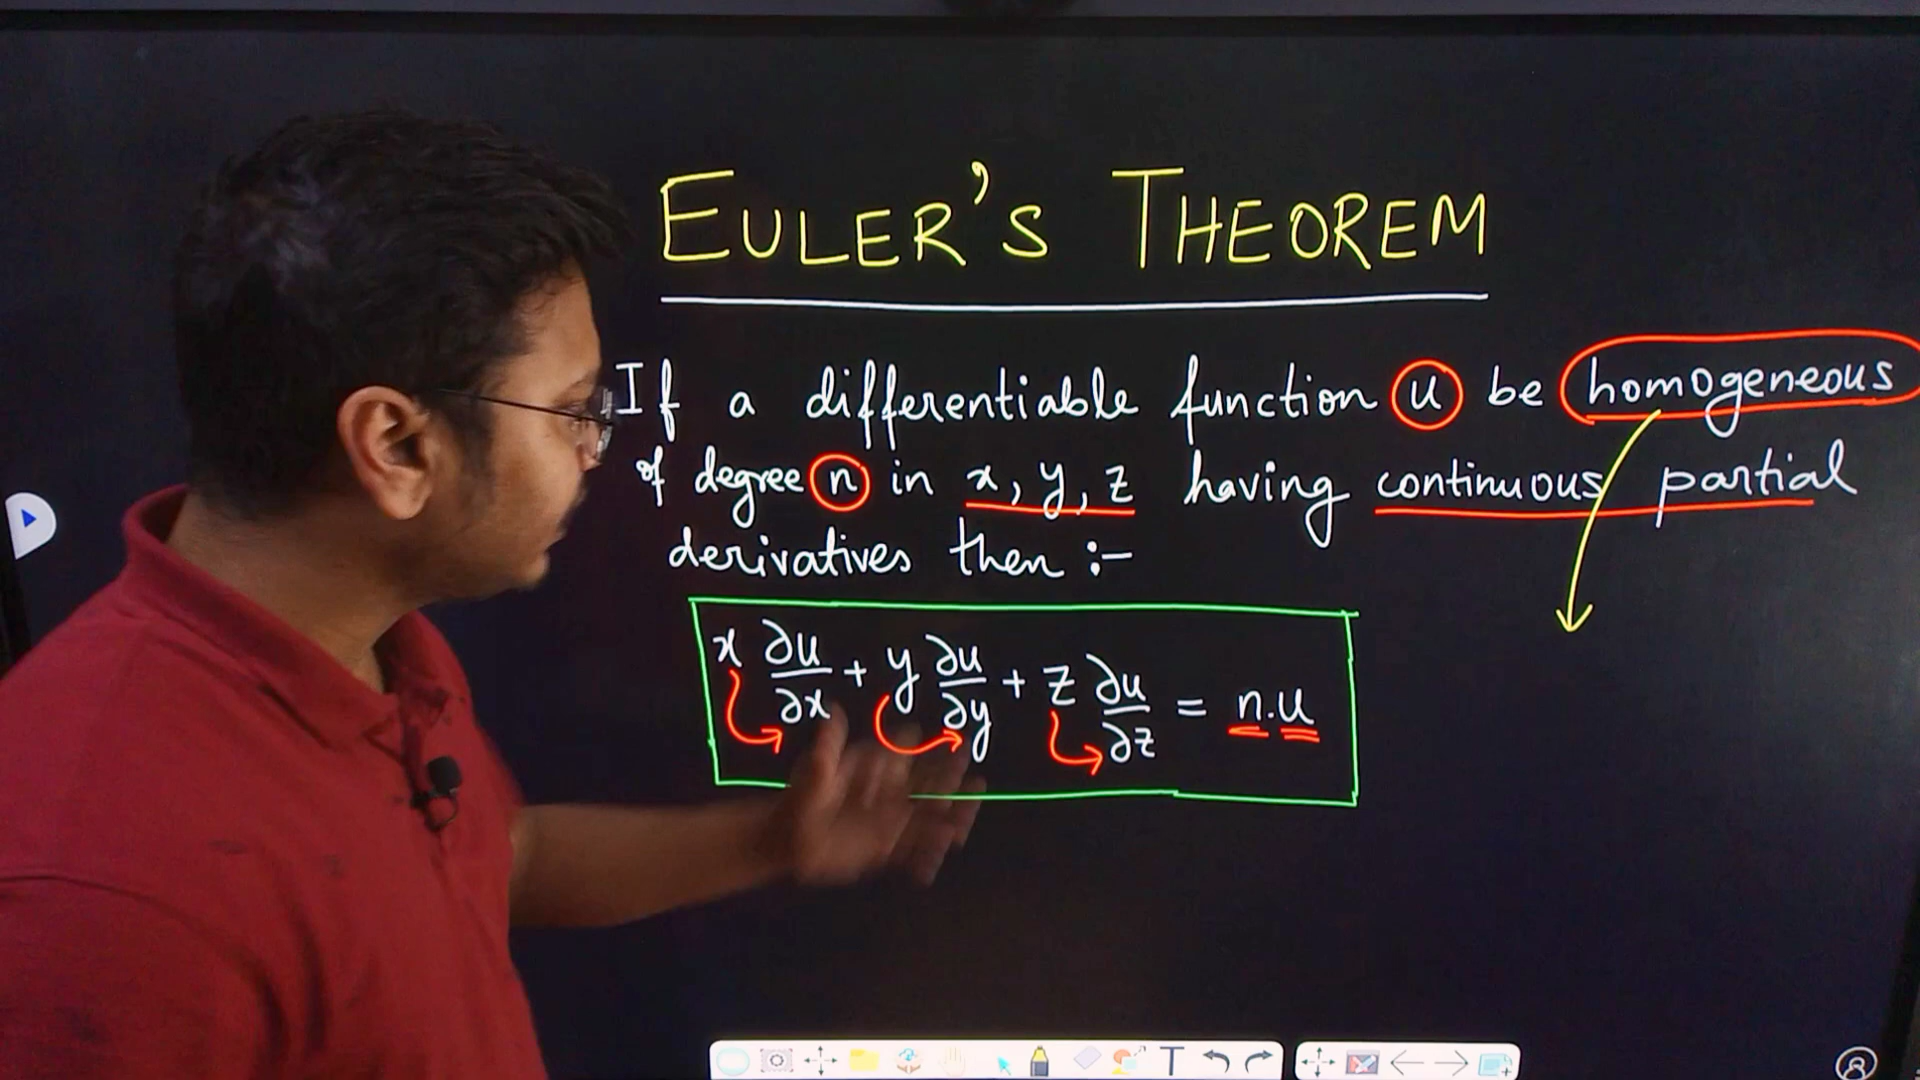 EULER'S THEOREM
If a differentiable function u be homogeneous
of degree n in x, y, z having continuous partial
derivatives then :-
x ∂u/∂x + y ∂u/∂y + z ∂u/∂z = n.u
T